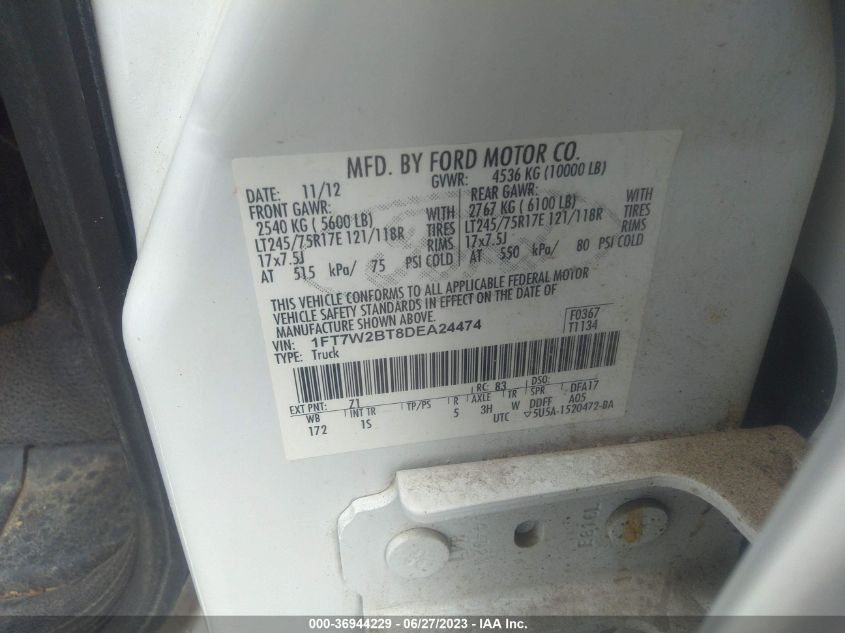 MFD. BY FORD MOTOR CO.
DATE: 11/12 GVWR: 4536 KG (10000 LB)
FRONT GAWR: REAR GAWR:
2540 KG ( 5600 LB) WITH 2767 KG ( 6100 LB) WITH
LT245/75R17E 121/118R TIRES LT245/75R17E 121/118R TIRES
17x7.5J RIMS 17x7.5J RIMS
AT 515 kPa/ 75 PSI COLD AT 550 kPa/ 80 PSI COLD
THIS VEHICLE CONFORMS TO ALL APPLICABLE FEDERAL MOTOR
VEHICLE SAFETY STANDARDS IN EFFECT ON THE DATE OF
MANUFACTURE SHOWN ABOVE.
VIN: 1FT7W2BT8DEA24474 F0367
TYPE: Truck T1134
EXT PNT: 71 RC: 83 DSO:
WB INT TR TP/PS R AXLE TR SPR DFA17
172 1S 5 3H W DDFF A05
UTC 5U5A-1520472-BA
E816L
000-36944229 - 06/27/2023 - IAA Inc.